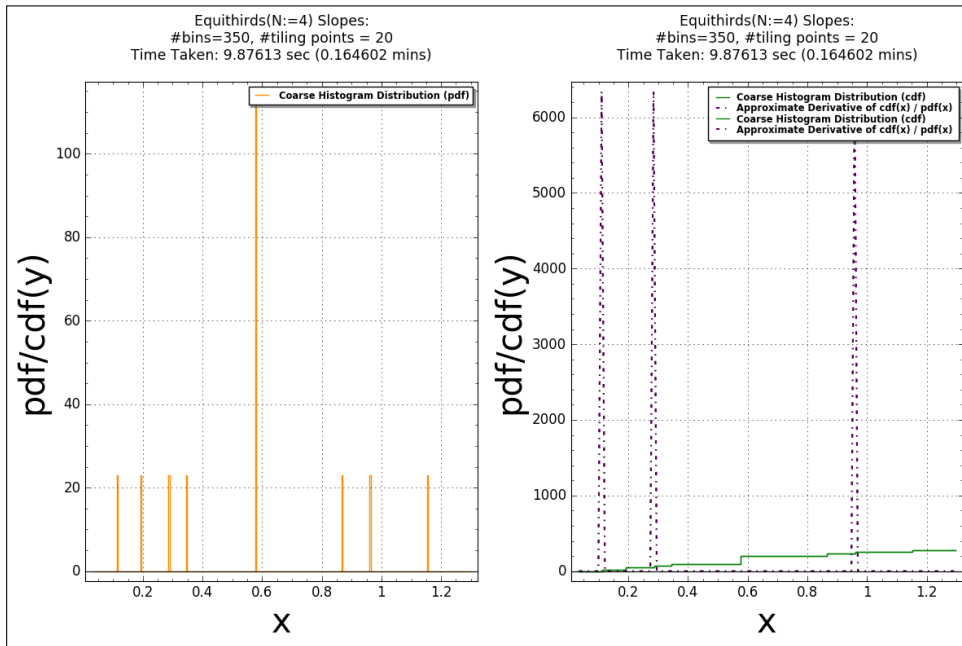 Equithirds(N:=4) Slopes:
#bins=350, #tiling points = 20
Time Taken: 9.87613 sec (0.164602 mins)
Coarse Histogram Distribution (pdf)
100
80
60
40
20
0
0.2
0.4
0.6
0.8
1
1.2
pdf/cdf(y)
x
Equithirds(N:=4) Slopes:
#bins=350, #tiling points = 20
Time Taken: 9.87613 sec (0.164602 mins)
Coarse Histogram Distribution (cdf)
Approximate Derivative of cdf(x) / pdf(x)
Coarse Histogram Distribution (cdf)
Approximate Derivative of cdf(x) / pdf(x)
6000
5000
4000
3000
2000
1000
0
0.2
0.4
0.6
0.8
1
1.2
pdf/cdf(y)
x